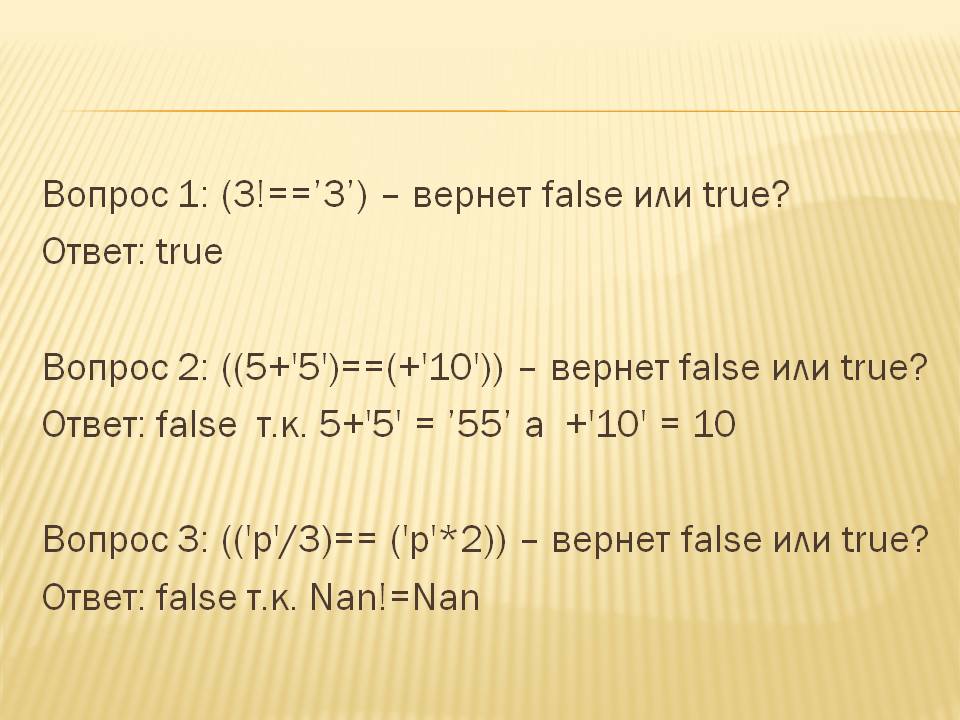 Вопрос 1: (3!==’3’) – вернет false или true?
Ответ: true
Вопрос 2: ((5+'5')==(+'10')) – вернет false или true?
Ответ: false  т.к. 5+'5' = ’55’ а  +'10' = 10
Вопрос 3: (('p'/3)== ('p'*2)) – вернет false или true?
Ответ: false т.к. Nan!=Nan